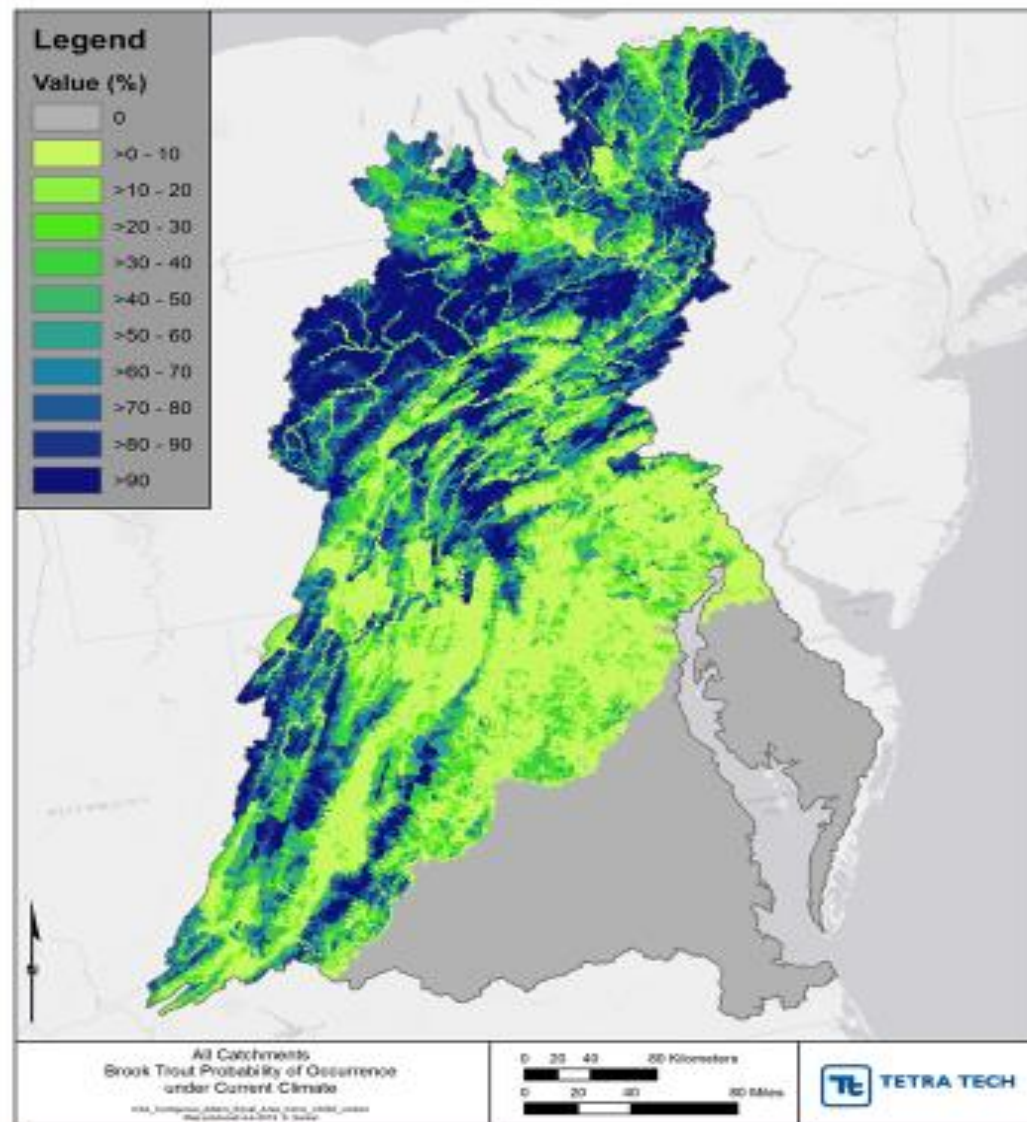 Legend
Value (%)
0
>0 - 10
>10 - 20
>20 - 30
>30 - 40
>40 - 50
>50 - 60
>60 - 70
>70 - 80
>80 - 90
>90
All Catchments
Brook Trout Probability of Occurrence
under Current Climate
0 20 40 80 Kilometers
0 20 40 80 Miles
Tt TETRA TECH